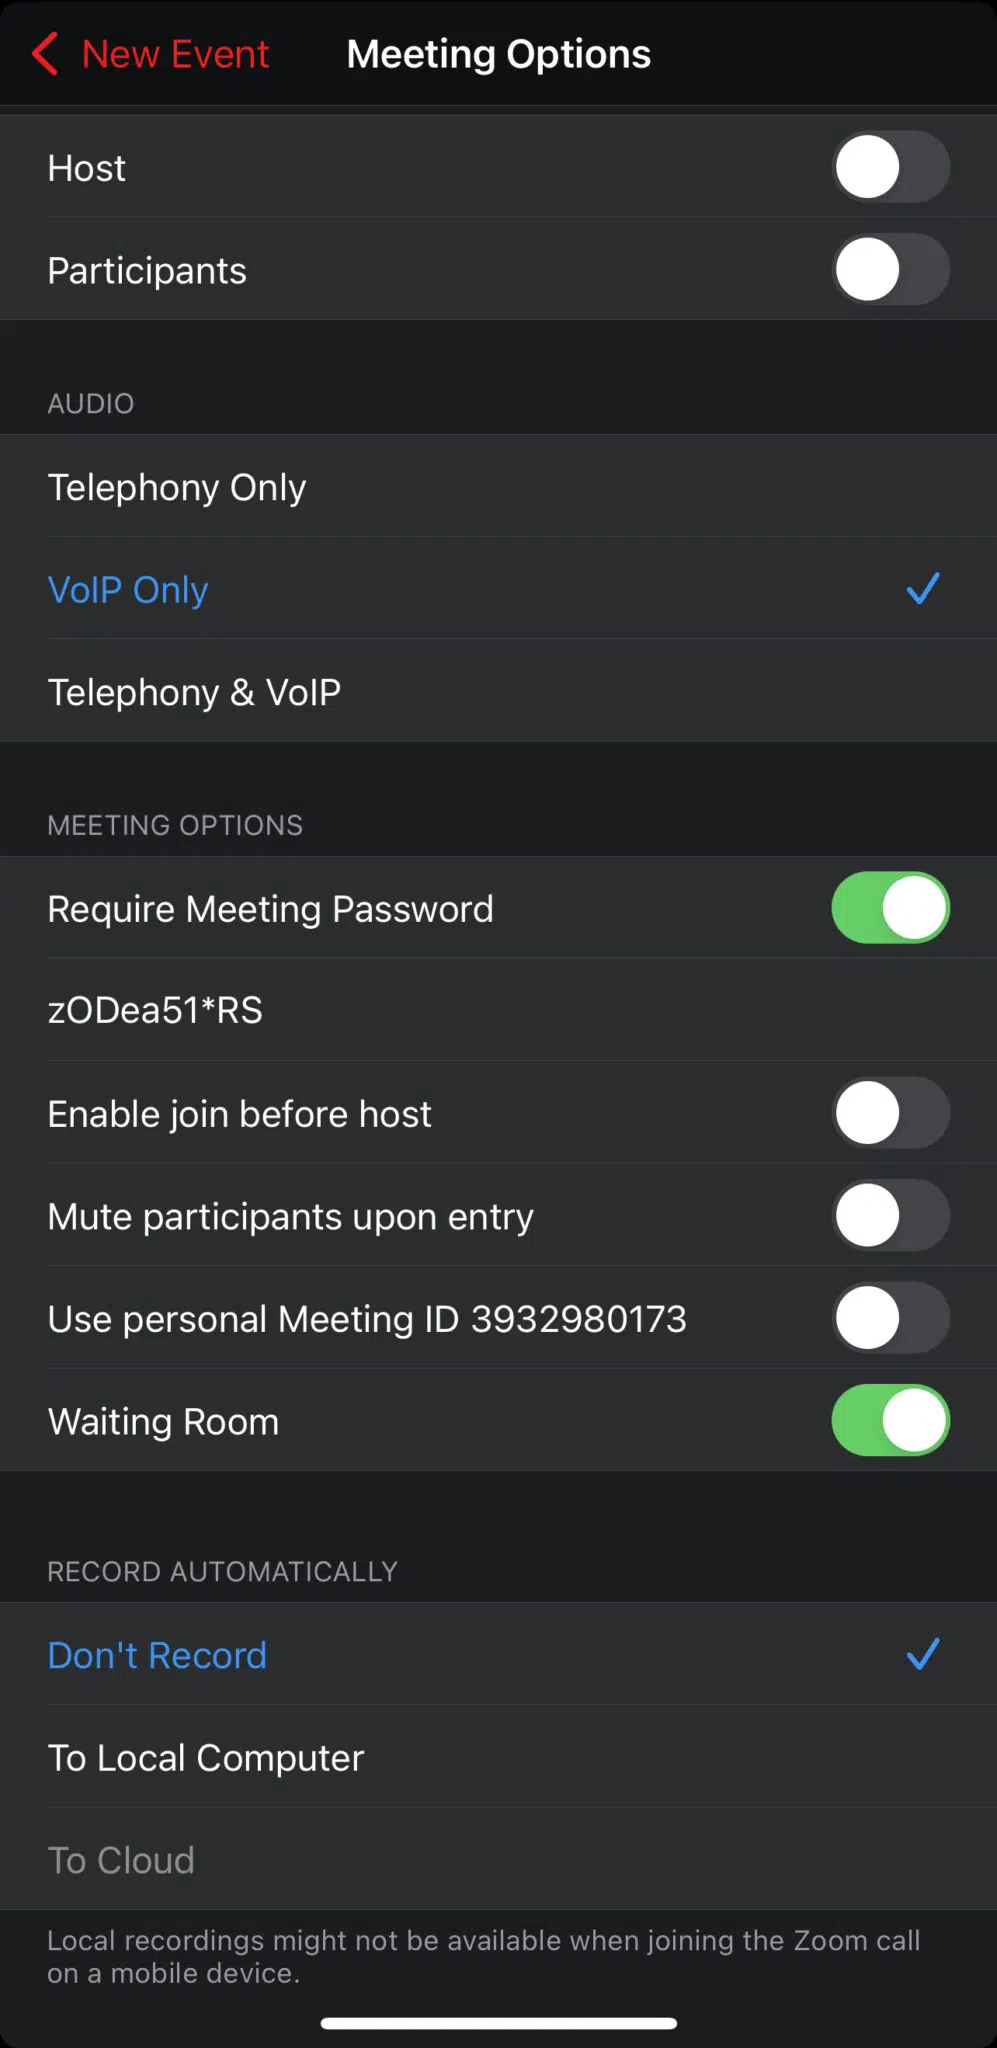 New Event
Meeting Options
Host
Participants
AUDIO
Telephony Only
VoIP Only
Telephony & VoIP
MEETING OPTIONS
Require Meeting Password
zODea51*RS
Enable join before host
Mute participants upon entry
Use personal Meeting ID 3932980173
Waiting Room
RECORD AUTOMATICALLY
Don't Record
To Local Computer
To Cloud
Local recordings might not be available when joining the Zoom call
on a mobile device.